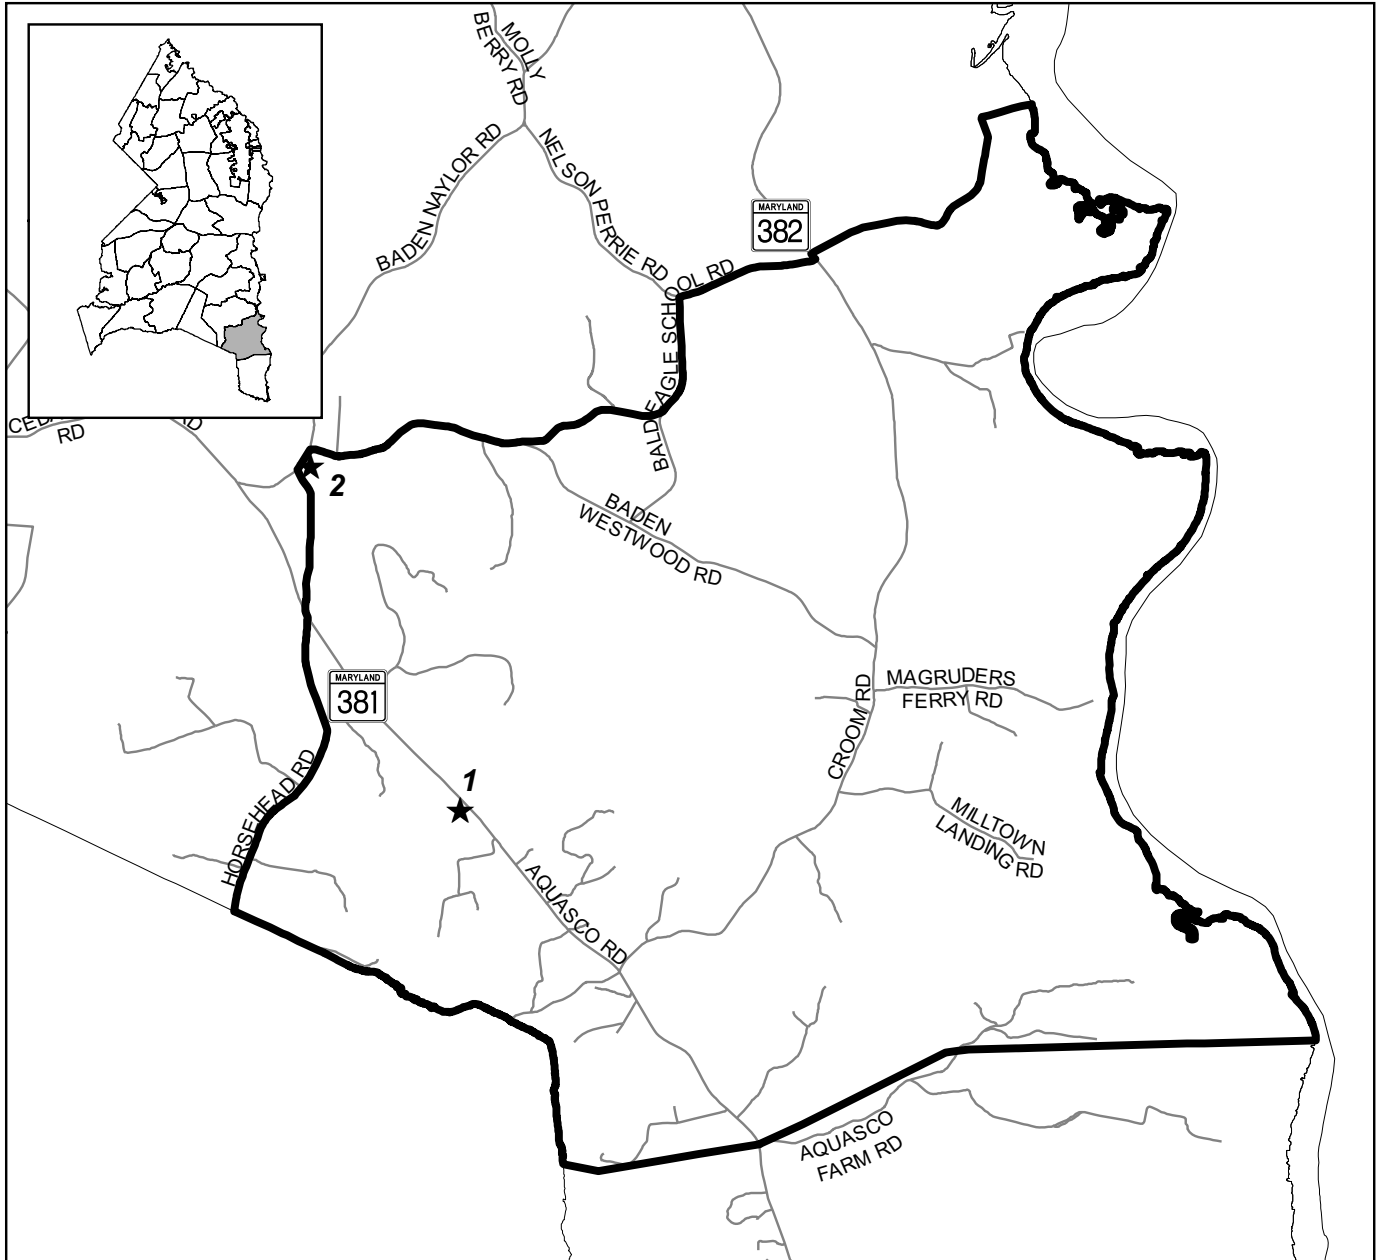 MOLLY
BERRY RD
BADEN NAYLOR RD
NELSON PERRIE RD
MARYLAND
382
BALD EAGLE SCHOOL RD
RD
2
BADEN
WESTWOOD RD
MARYLAND
381
MAGRUDERS
FERRY RD
CROOM RD
HORSEHEAD RD
1
MILLTOWN
LANDING RD
AQUASCO RD
AQUASCO
FARM RD